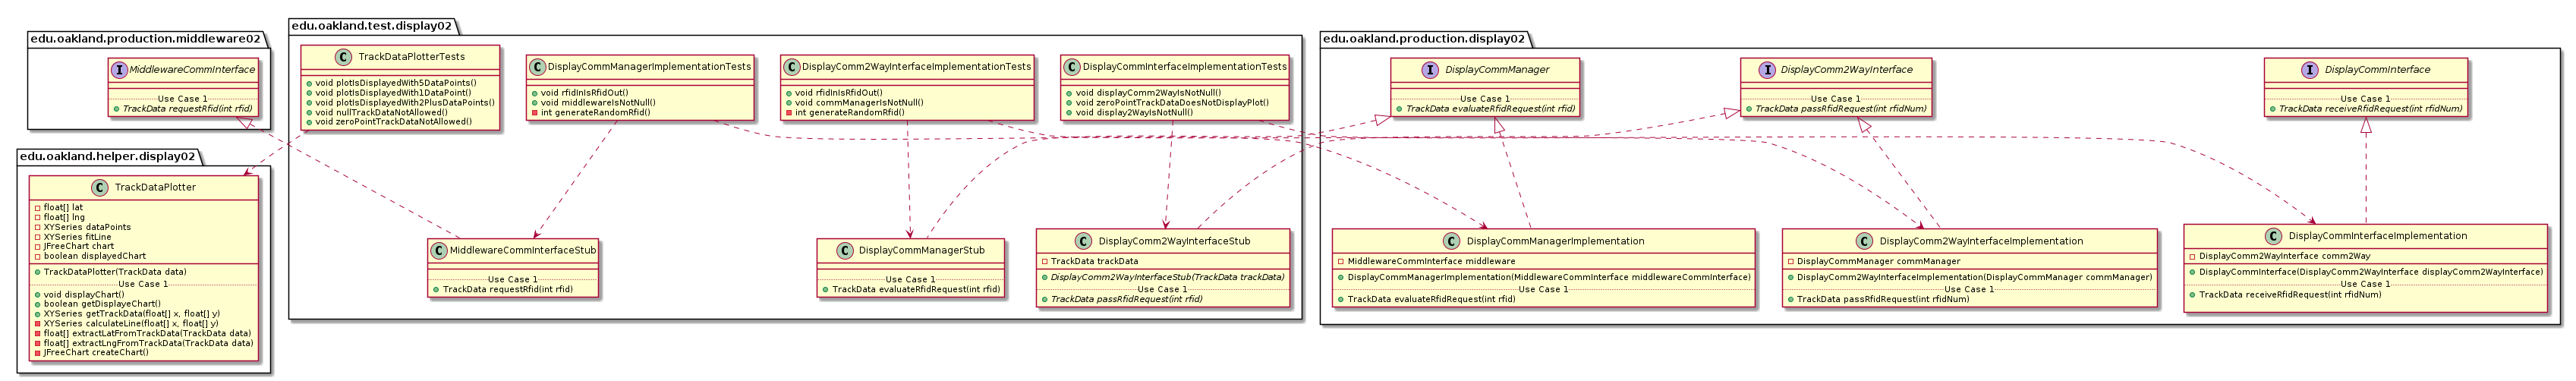 edu.oakland.production.middleware02
I MiddlewareCommInterface
Use Case 1
TrackData requestRfid(int rfid)
edu.oakland.helper.display02
C TrackDataPlotter
float[] lat
float[] lng
XYSeries dataPoints
XYSeries fitLine
JFreeChart chart
boolean displayedChart
TrackDataPlotter(TrackData data)
Use Case 1
void displayChart()
boolean getDisplayeChart()
XYSeries getTrackData(float[] x, float[] y)
XYSeries calculateLine(float[] x, float[] y)
float[] extractLatFromTrackData(TrackData data)
float[] extractLngFromTrackData(TrackData data)
JFreeChart createChart()
edu.oakland.test.display02
C TrackDataPlotterTests
void plotIsDisplayedWith5DataPoints()
void plotIsDisplayedWith1DataPoint()
void plotIsDisplayedWith2PlusDataPoints()
void nullTrackDataNotAllowed()
void zeroPointTrackDataNotAllowed()
C DisplayCommManagerImplementationTests
void rfidInIsRfidOut()
void middlewareIsNotNull()
int generateRandomRfid()
C DisplayComm2WayInterfaceImplementationTests
void rfidInIsRfidOut()
void commManagerIsNotNull()
int generateRandomRfid()
C DisplayCommInterfaceImplementationTests
void displayComm2WayIsNotNull()
void zeroPointTrackDataDoesNotDisplayPlot()
void display2WayIsNotNull()
C MiddlewareCommInterfaceStub
Use Case 1
TrackData requestRfid(int rfid)
C DisplayCommManagerStub
Use Case 1
TrackData evaluateRfidRequest(int rfid)
C DisplayComm2WayInterfaceStub
TrackData trackData
DisplayComm2WayInterfaceStub(TrackData trackData)
Use Case 1
TrackData passRfidRequest(int rfid)
edu.oakland.production.display02
I DisplayCommManager
Use Case 1
TrackData evaluateRfidRequest(int rfid)
I DisplayComm2WayInterface
Use Case 1
TrackData passRfidRequest(int rfidNum)
I DisplayCommInterface
Use Case 1
TrackData receiveRfidRequest(int rfidNum)
C DisplayCommManagerImplementation
MiddlewareCommInterface middleware
DisplayCommManagerImplementation(MiddlewareCommInterface middlewareCommInterface)
Use Case 1
TrackData evaluateRfidRequest(int rfid)
C DisplayComm2WayInterfaceImplementation
DisplayCommManager commManager
DisplayComm2WayInterfaceImplementation(DisplayCommManager commManager)
Use Case 1
TrackData passRfidRequest(int rfidNum)
C DisplayCommInterfaceImplementation
DisplayComm2WayInterface comm2Way
DisplayCommInterface(DisplayComm2WayInterface displayComm2WayInterface)
Use Case 1
TrackData receiveRfidRequest(int rfidNum)